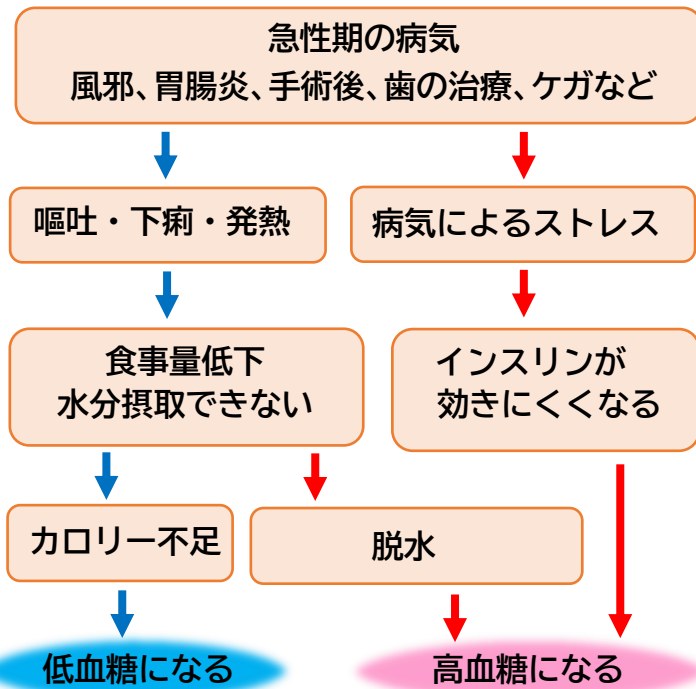 急性期の病気
風邪、胃腸炎、手術後、歯の治療、ケガなど
嘔吐・下痢・発熱
病気によるストレス
食事量低下
水分摂取できない
インスリンが
効きにくくなる
カロリー不足
脱水
低血糖になる
高血糖になる